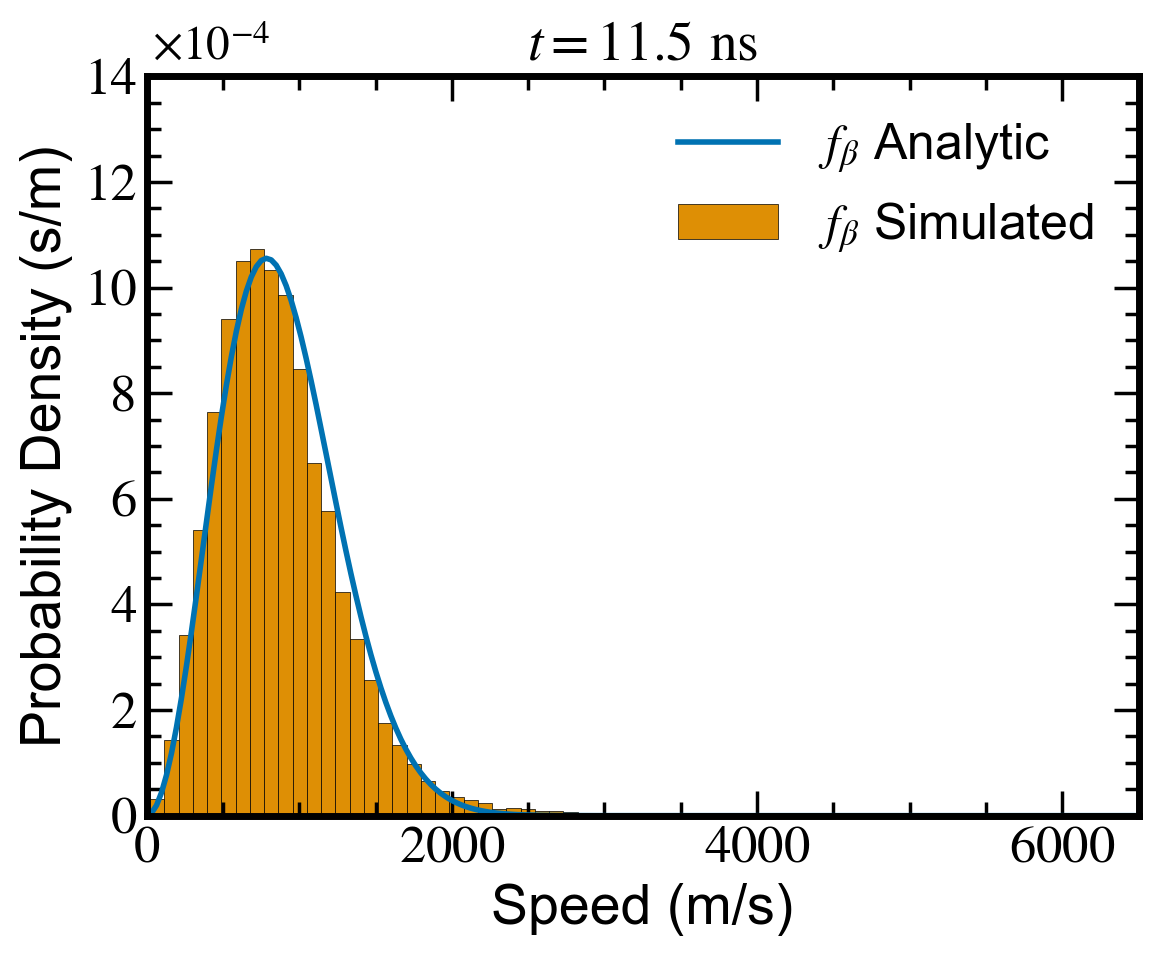 ×10⁻⁴
t = 11.5 ns
14
12
10
8
6
4
2
0
Probability Density (s/m)
f_β Analytic
f_β Simulated
0 2000 4000 6000
Speed (m/s)